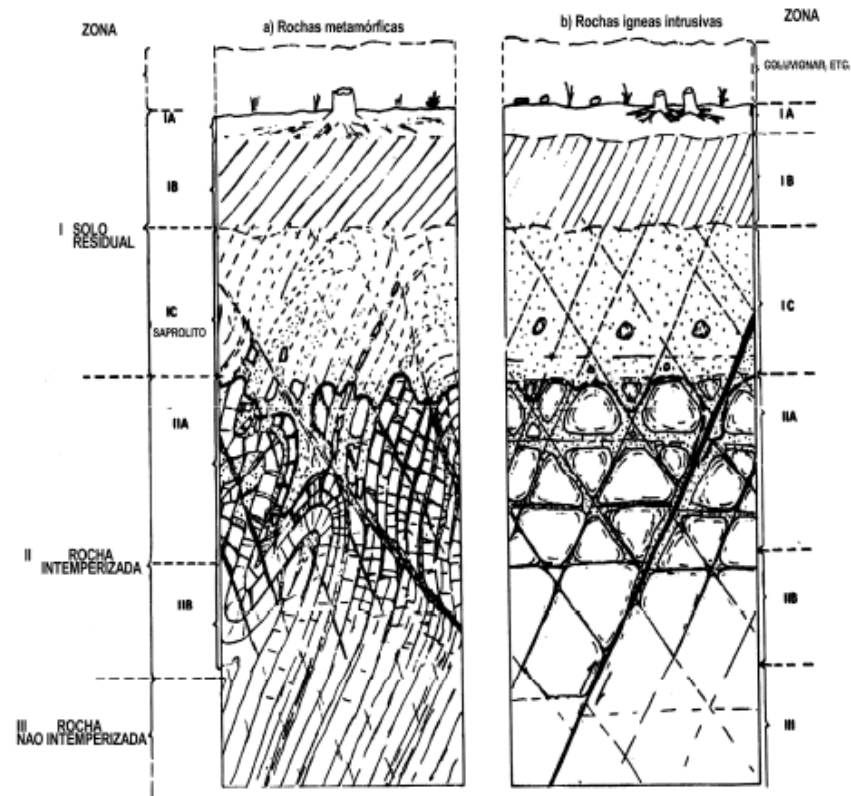 ZONA
a) Rochas metamórficas
b) Rochas igneas intrusivas
ZONA
COLUVIONAR, ETC.
IA
IB
I SOLO
RESIDUAL
IC
SAPROLITO
IIA
II ROCHA
INTEMPERIZADA
IIB
III ROCHA
NAO INTEMPERIZADA
IA
IB
IC
IIA
IIB
III